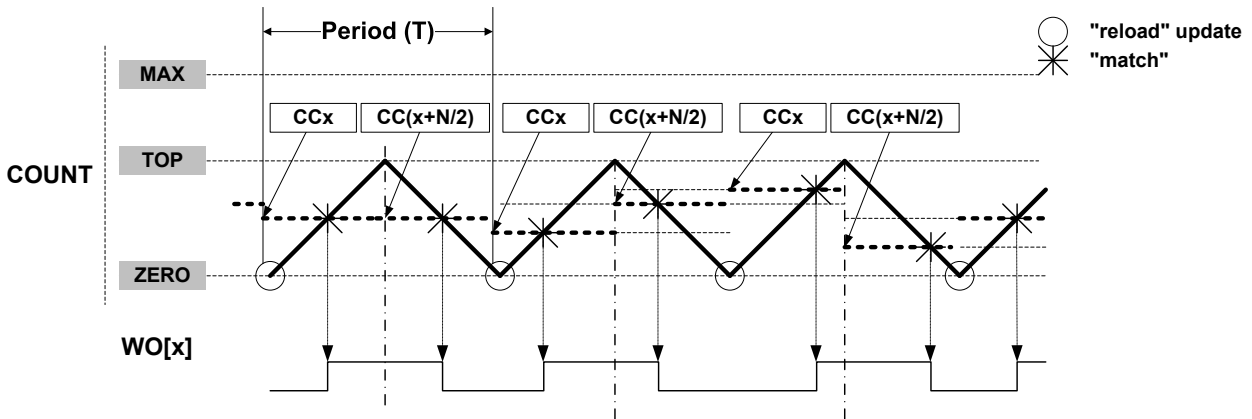 Period (T)
"reload" update
"match"
MAX
CCx
CC(x+N/2)
CCx
CC(x+N/2)
CCx
CC(x+N/2)
TOP
COUNT
ZERO
WO[x]